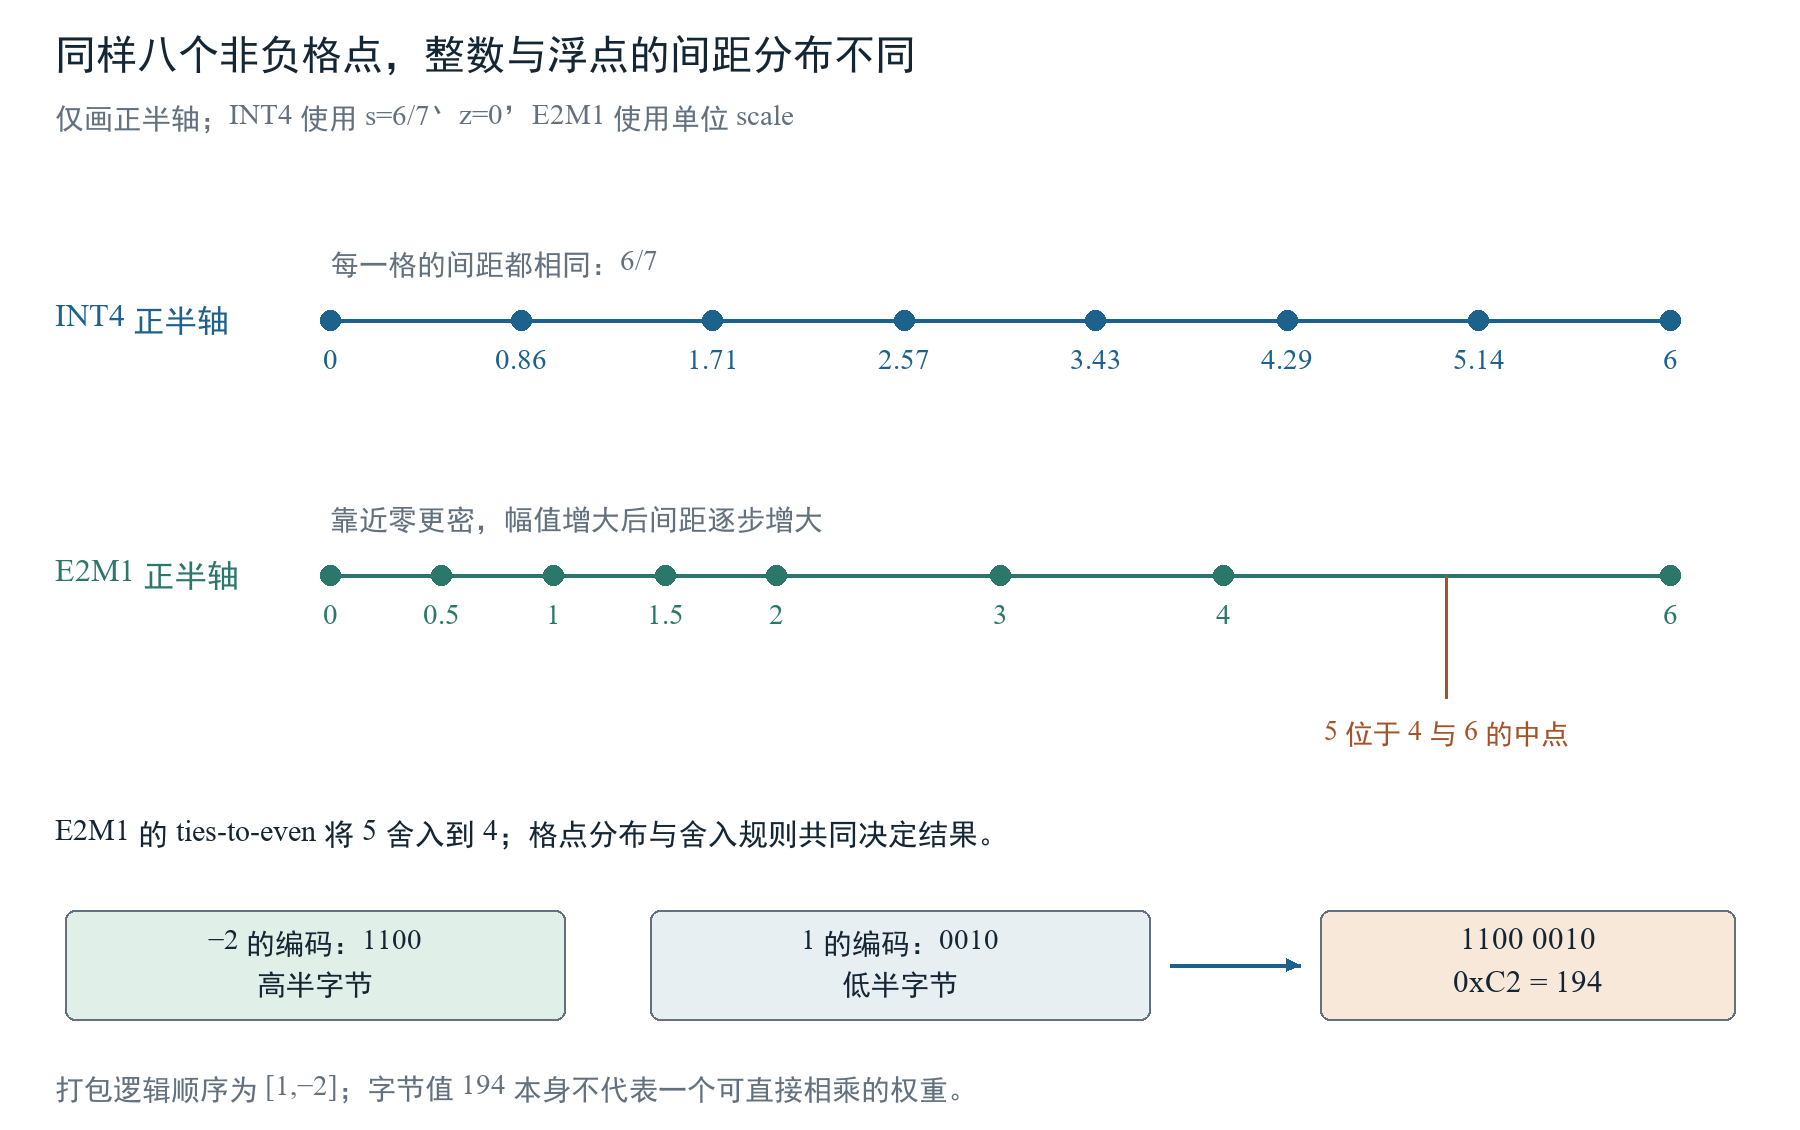 同样八个非负格点，整数与浮点的间距分布不同
仅画正半轴；INT4 使用 s=6/7、z=0，E2M1 使用单位 scale
每一格的间距都相同：6/7
INT4 正半轴
0 0.86 1.71 2.57 3.43 4.29 5.14 6
靠近零更密，幅值增大后间距逐步增大
E2M1 正半轴
0 0.5 1 1.5 2 3 4 6
5 位于 4 与 6 的中点
E2M1 的 ties-to-even 将 5 舍入到 4；格点分布与舍入规则共同决定结果。
−2 的编码：1100
高半字节
1 的编码：0010
低半字节
1100 0010
0xC2 = 194
打包逻辑顺序为 [1,−2]；字节值 194 本身不代表一个可直接相乘的权重。